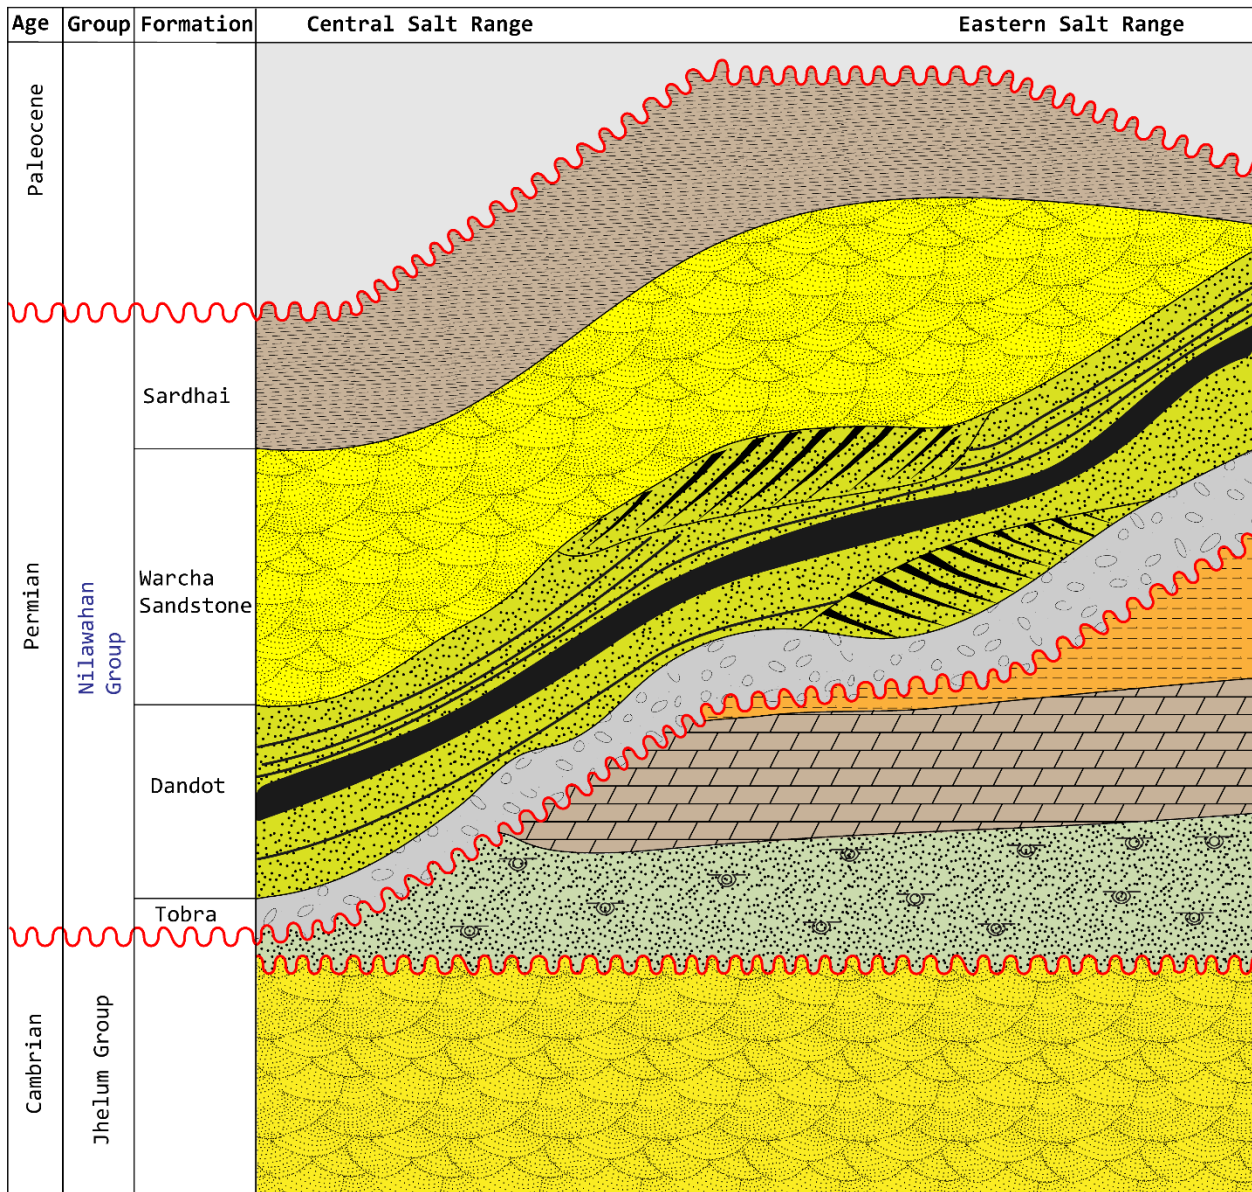 Age Group Formation Central Salt Range Eastern Salt Range
Paleocene
Sardhai
Permian
Nilawahan
Group
Warcha
Sandstone
Dandot
Tobra
Cambrian
Jhelum Group